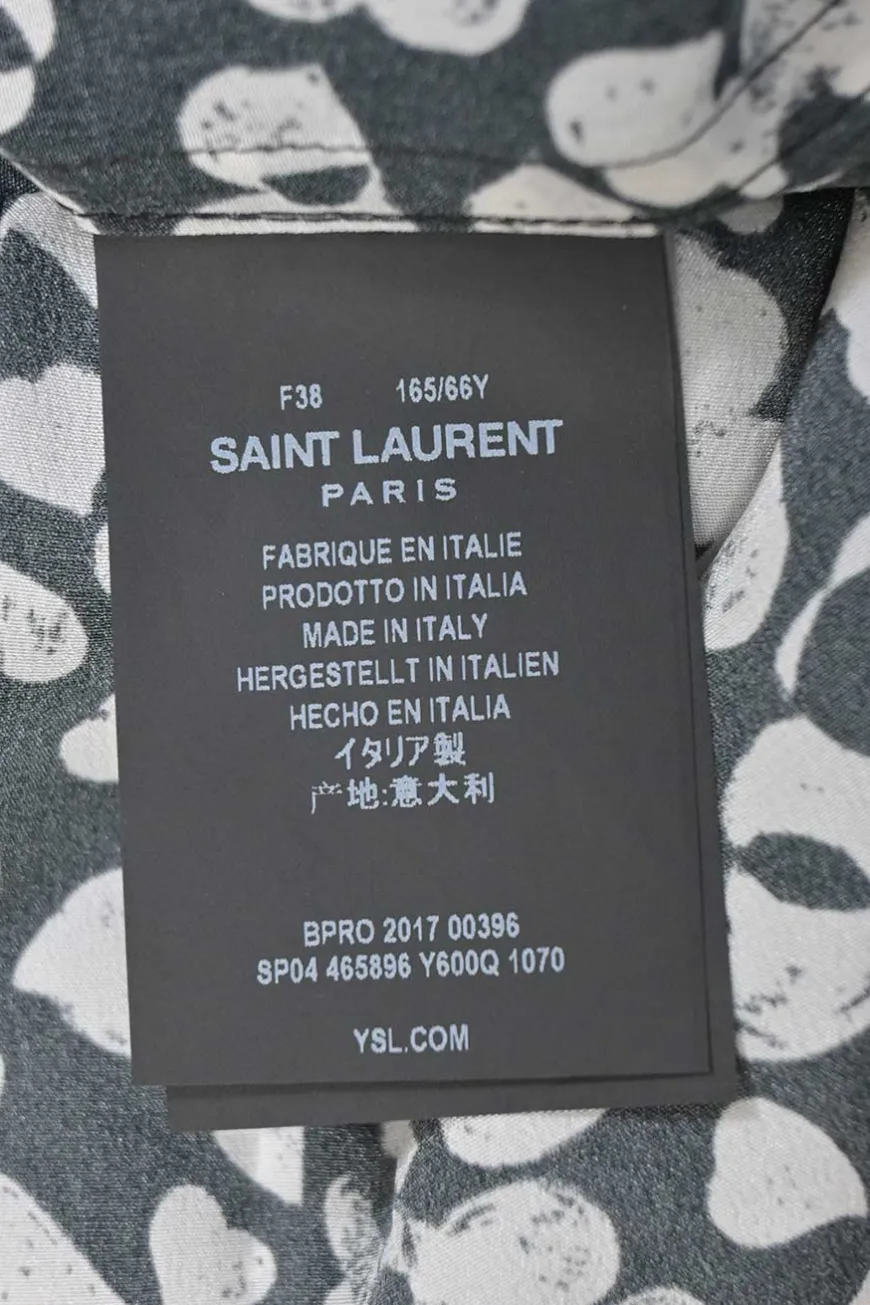 F38 165/66Y
SAINT LAURENT
PARIS
FABRIQUE EN ITALIE
PRODOTTO IN ITALIA
MADE IN ITALY
HERGESTELLT IN ITALIEN
HECHO EN ITALIA
イタリア製
产地:意大利
BPRO 2017 00396
SP04 465896 Y600Q 1070
YSL.COM